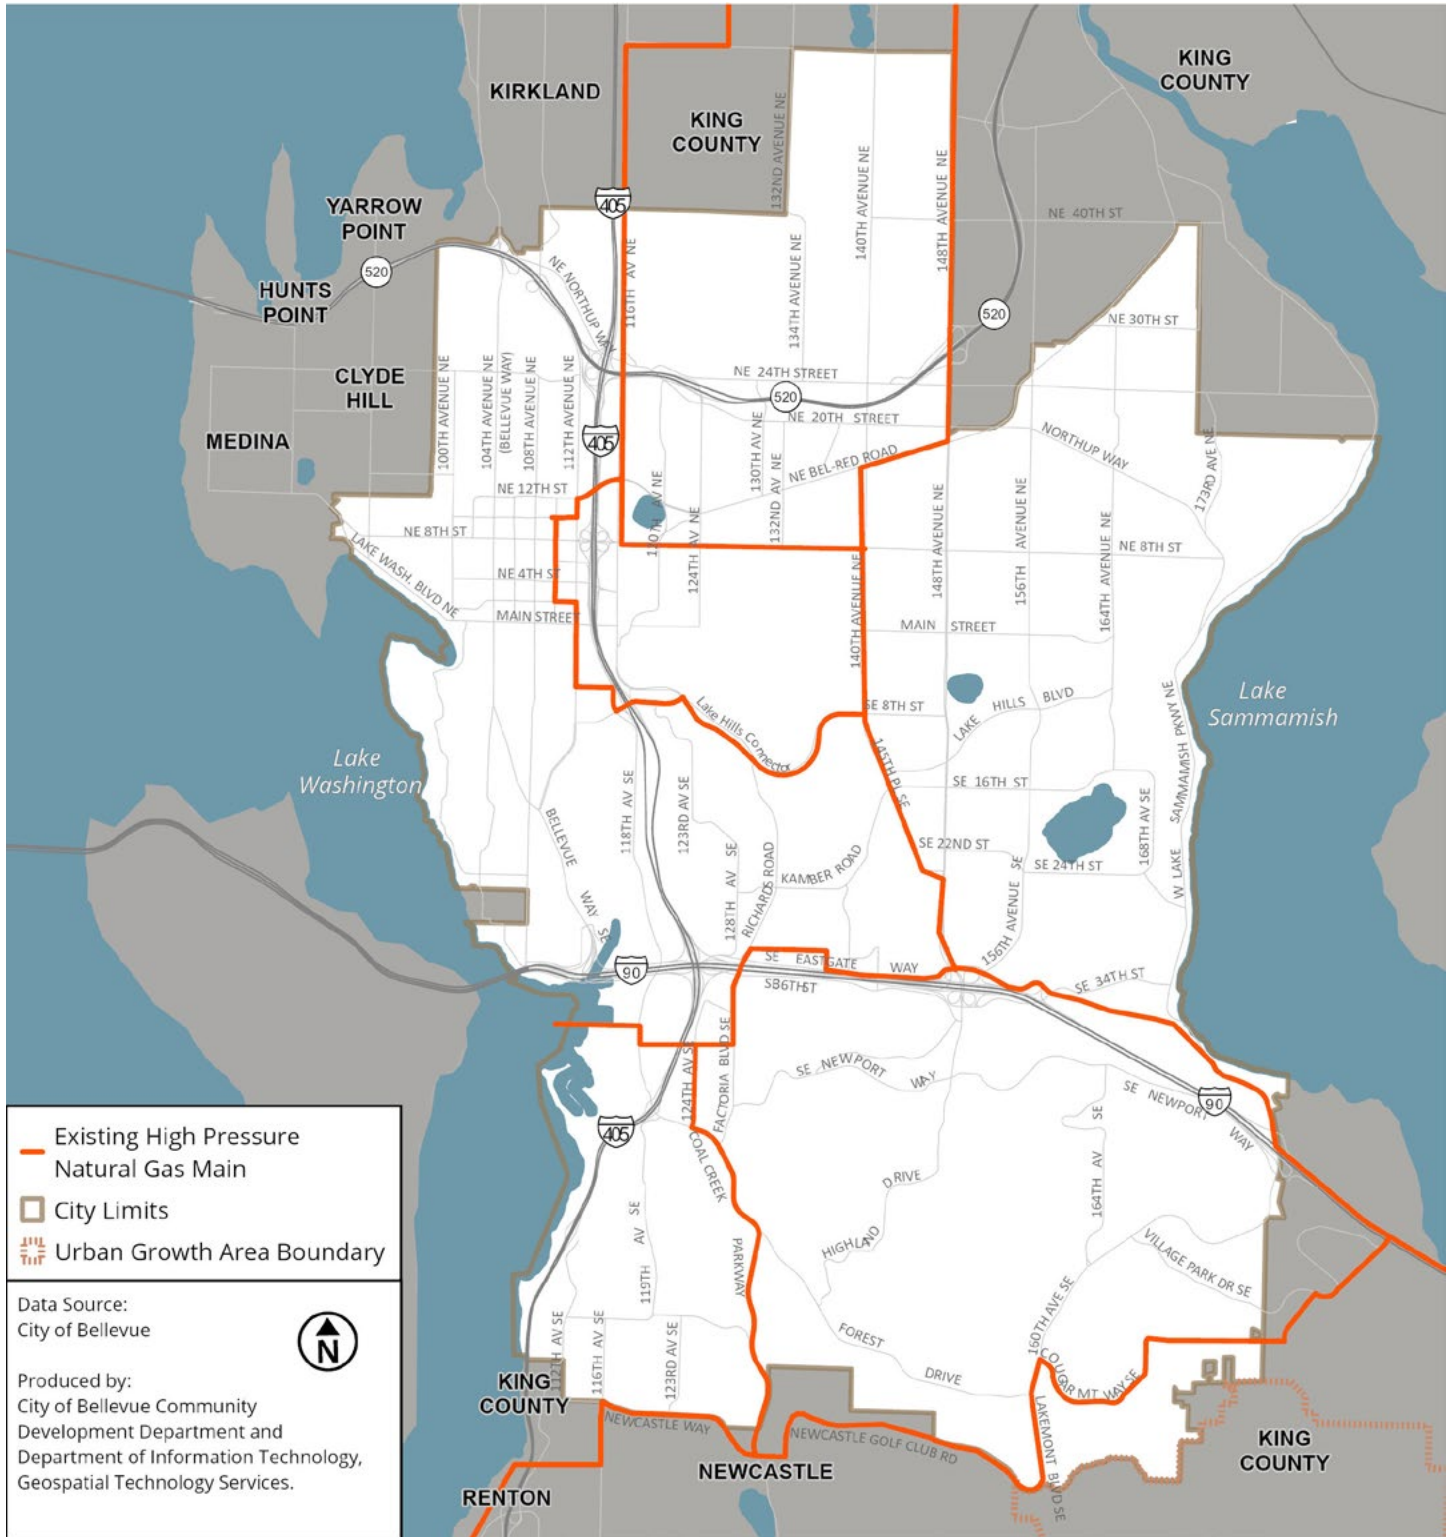 KING
COUNTY
KIRKLAND
KING
COUNTY
132ND AVENUE NE
405
YARROW
POINT
140TH AVENUE NE
148TH AVENUE NE
NE 40TH ST
520
HUNTS
POINT
NE NORTHUP WAY
116TH AV NE
134TH AVENUE NE
520
NE 30TH ST
CLYDE
HILL
MEDINA
100TH AVENUE NE
104TH AVENUE NE
(BELLEVUE WAY)
108TH AVENUE NE
112TH AVENUE NE
NE 24TH STREET
520
NE 20TH STREET
405
130TH AV NE
132ND AV NE
NE BEL-RED ROAD
NORTHUP WAY
173RD AVE NE
NE 12TH ST
120TH AV NE
124TH AV NE
148TH AVENUE NE
156TH AVENUE NE
164TH AVENUE NE
NE 8TH ST
NE 8TH ST
LAKE WASH. BLVD NE
NE 4TH ST
MAIN STREET
140TH AVENUE NE
MAIN STREET
Lake
Sammamish
Lake Hills Connector
SE 8TH ST
LAKE HILLS BLVD
W LAKE SAMMAMISH PKWY NE
Lake
Washington
145TH PL SE
SE 16TH ST
BELLEVUE WAY SE
118TH AV SE
123RD AV SE
128TH AV SE
RICHARDS ROAD
KAMBER ROAD
SE 22ND ST
SE 24TH ST
168TH AV SE
156TH AVENUE SE
90
SE EASTGATE WAY
S36TH ST
SE 34TH ST
124TH AV SE
FACTORIA BLVD SE
SE NEWPORT WAY
SE NEWPORT WAY
90
405
COAL CREEK PARKWAY
164TH AV SE
HIGHLAND DRIVE
119TH AV SE
VILLAGE PARK DR SE
160TH AVE SE
FOREST DRIVE
112TH AV SE
116TH AV SE
123RD AV SE
COUGAR MT WAY SE
LAKEMONT BLVD SE
KING
COUNTY
NEWCASTLE WAY
NEWCASTLE GOLF CLUB RD
NEWCASTLE
KING
COUNTY
RENTON
Existing High Pressure
Natural Gas Main
City Limits
Urban Growth Area Boundary
Data Source:
City of Bellevue
N
Produced by:
City of Bellevue Community
Development Department and
Department of Information Technology,
Geospatial Technology Services.